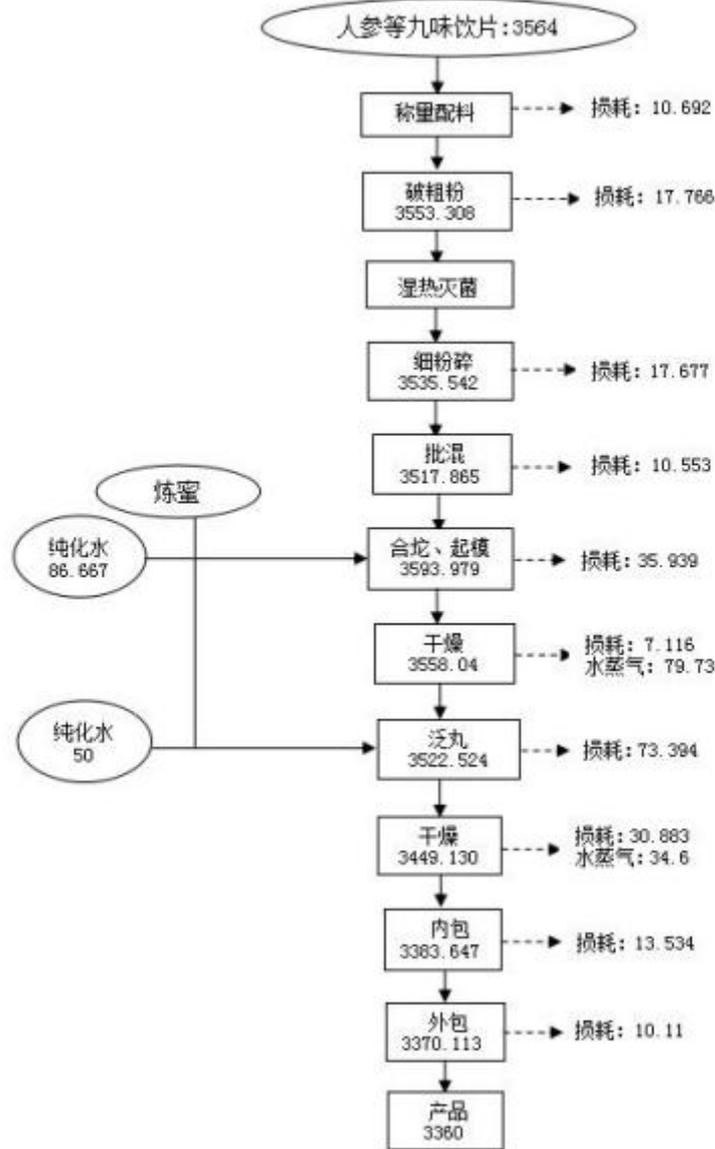 人参等九味饮片:3564
称量配料
损耗: 10.692
破粗粉
3553.308
损耗: 17.766
湿热灭菌
细粉碎
3535.542
损耗: 17.677
批混
3517.865
损耗: 10.553
炼蜜
纯化水
86.667
合坨、起模
3593.979
损耗: 35.939
干燥
3558.04
损耗: 7.116
水蒸气: 79.73
纯化水
50
泛丸
3522.524
损耗: 73.394
干燥
3449.130
损耗: 30.883
水蒸气: 34.6
内包
3383.647
损耗: 13.534
外包
3370.113
损耗: 10.11
产品
3360